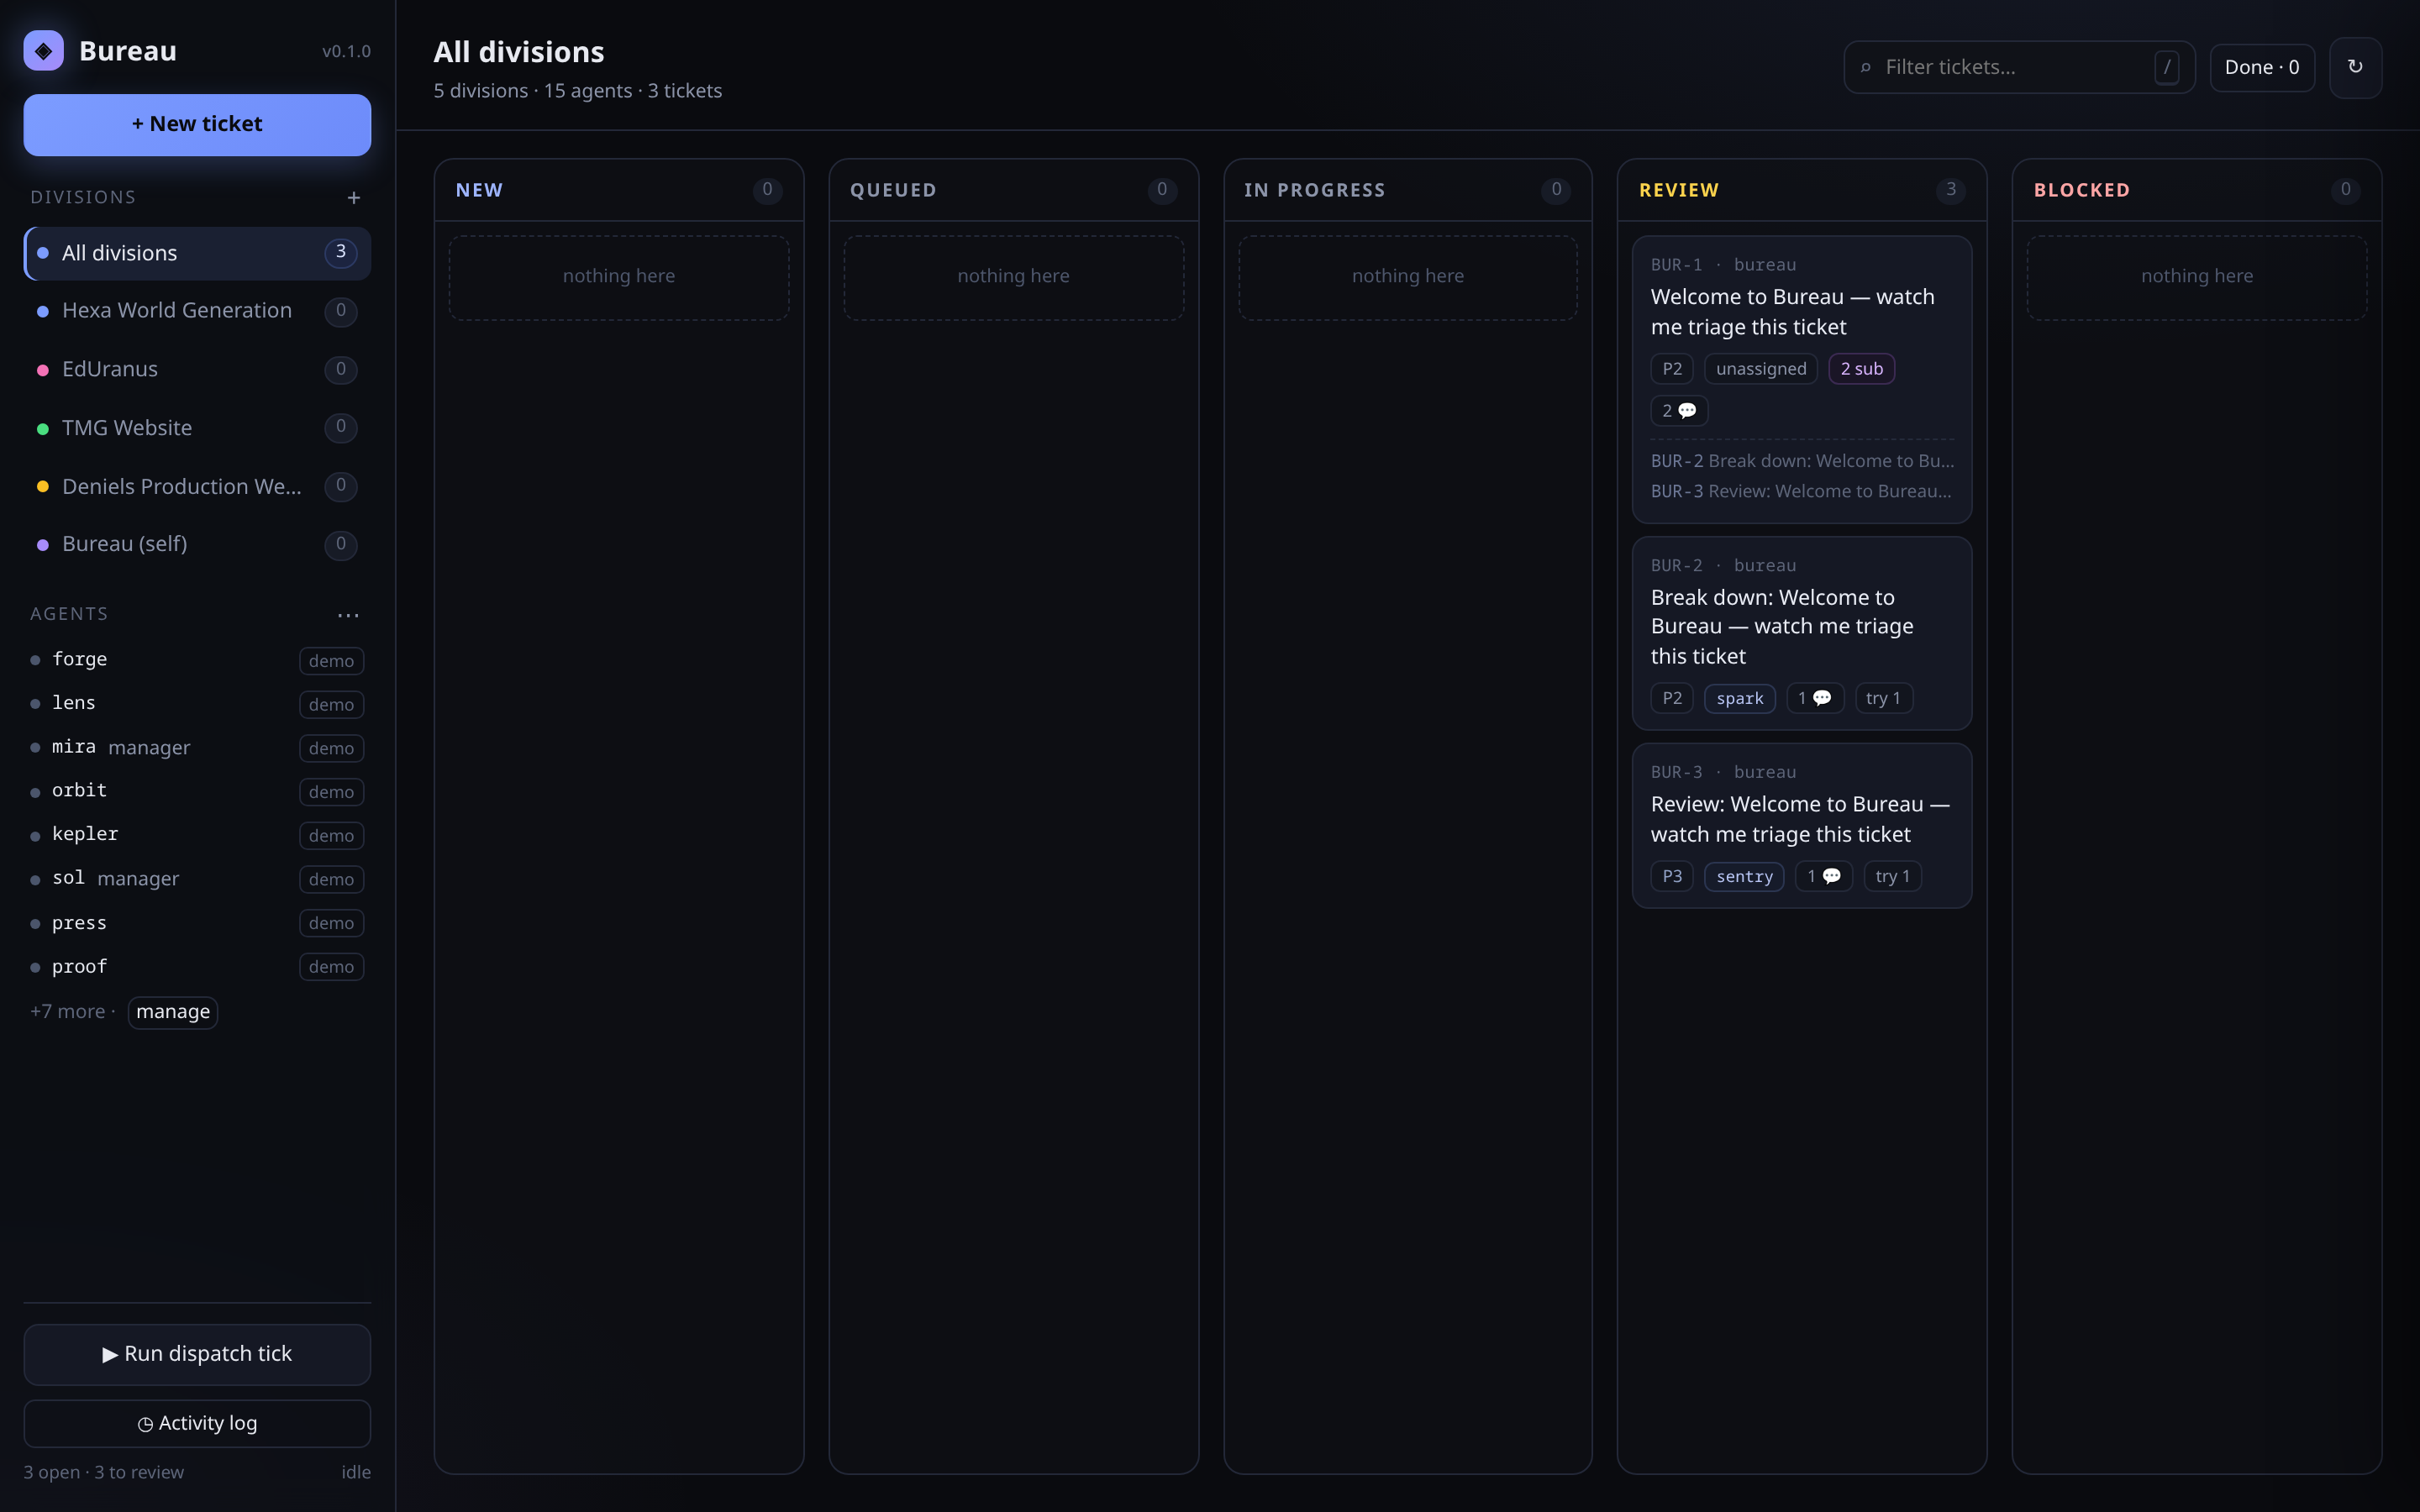 ◈ Bureau v0.1.0
+ New ticket
DIVISIONS +
All divisions 3
Hexa World Generation 0
EdUranus 0
TMG Website 0
Deniels Production We… 0
Bureau (self) 0
AGENTS ⋯
forge demo
lens demo
mira manager demo
orbit demo
kepler demo
sol manager demo
press demo
proof demo
+7 more · manage
▶ Run dispatch tick
◷ Activity log
3 open · 3 to review idle
All divisions
5 divisions · 15 agents · 3 tickets
⌕ Filter tickets… /
Done · 0
↻
NEW 0
nothing here
QUEUED 0
nothing here
IN PROGRESS 0
nothing here
REVIEW 3
BUR-1 · bureau
Welcome to Bureau — watch
me triage this ticket
P2 unassigned 2 sub
2 💬
BUR-2 Break down: Welcome to Bu…
BUR-3 Review: Welcome to Bureau…
BUR-2 · bureau
Break down: Welcome to
Bureau — watch me triage
this ticket
P2 spark 1 💬 try 1
BUR-3 · bureau
Review: Welcome to Bureau —
watch me triage this ticket
P3 sentry 1 💬 try 1
BLOCKED 0
nothing here